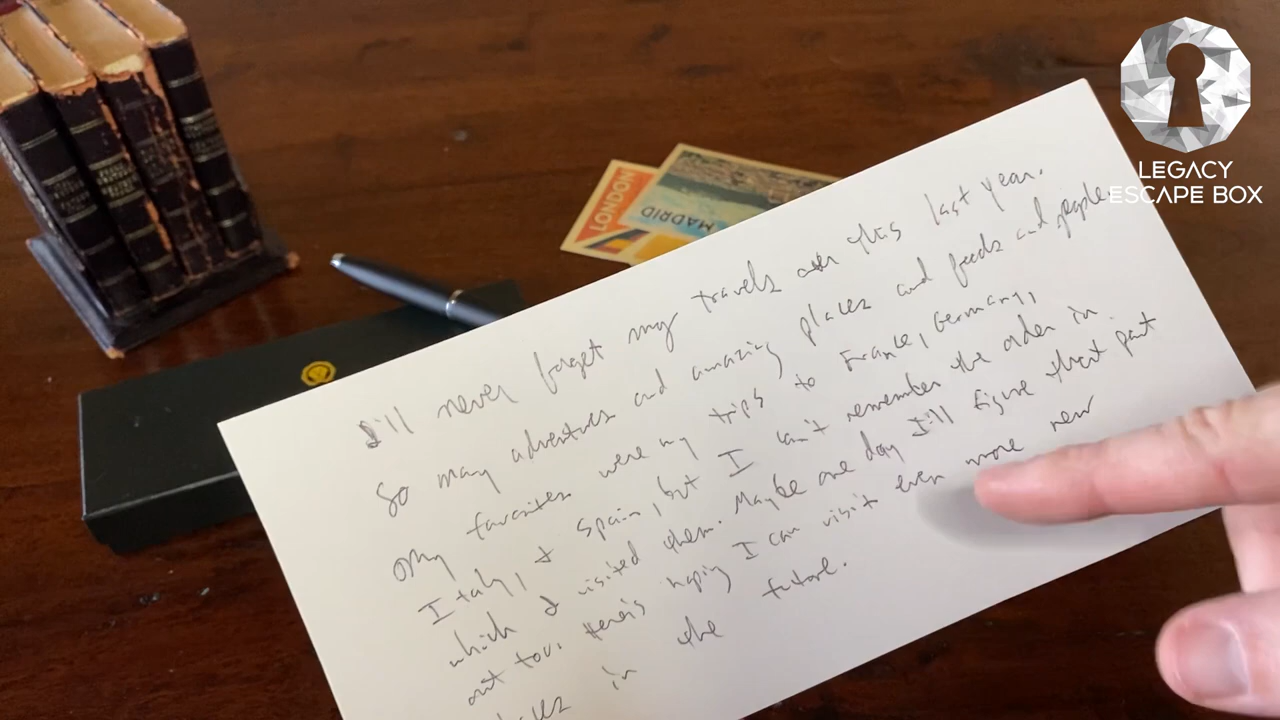 LEGACY
ESCAPE BOX
LONDON
MADRID
I'll never forget my travels over this last year.
So many adventures and amazing places and foods and people.
My favorites were my trips to France, Germany,
Italy, & Spain, but I can't remember the order in
which I visited them. Maybe one day I'll figure that part
out too. Here's hoping I can visit even more new
places in the future.